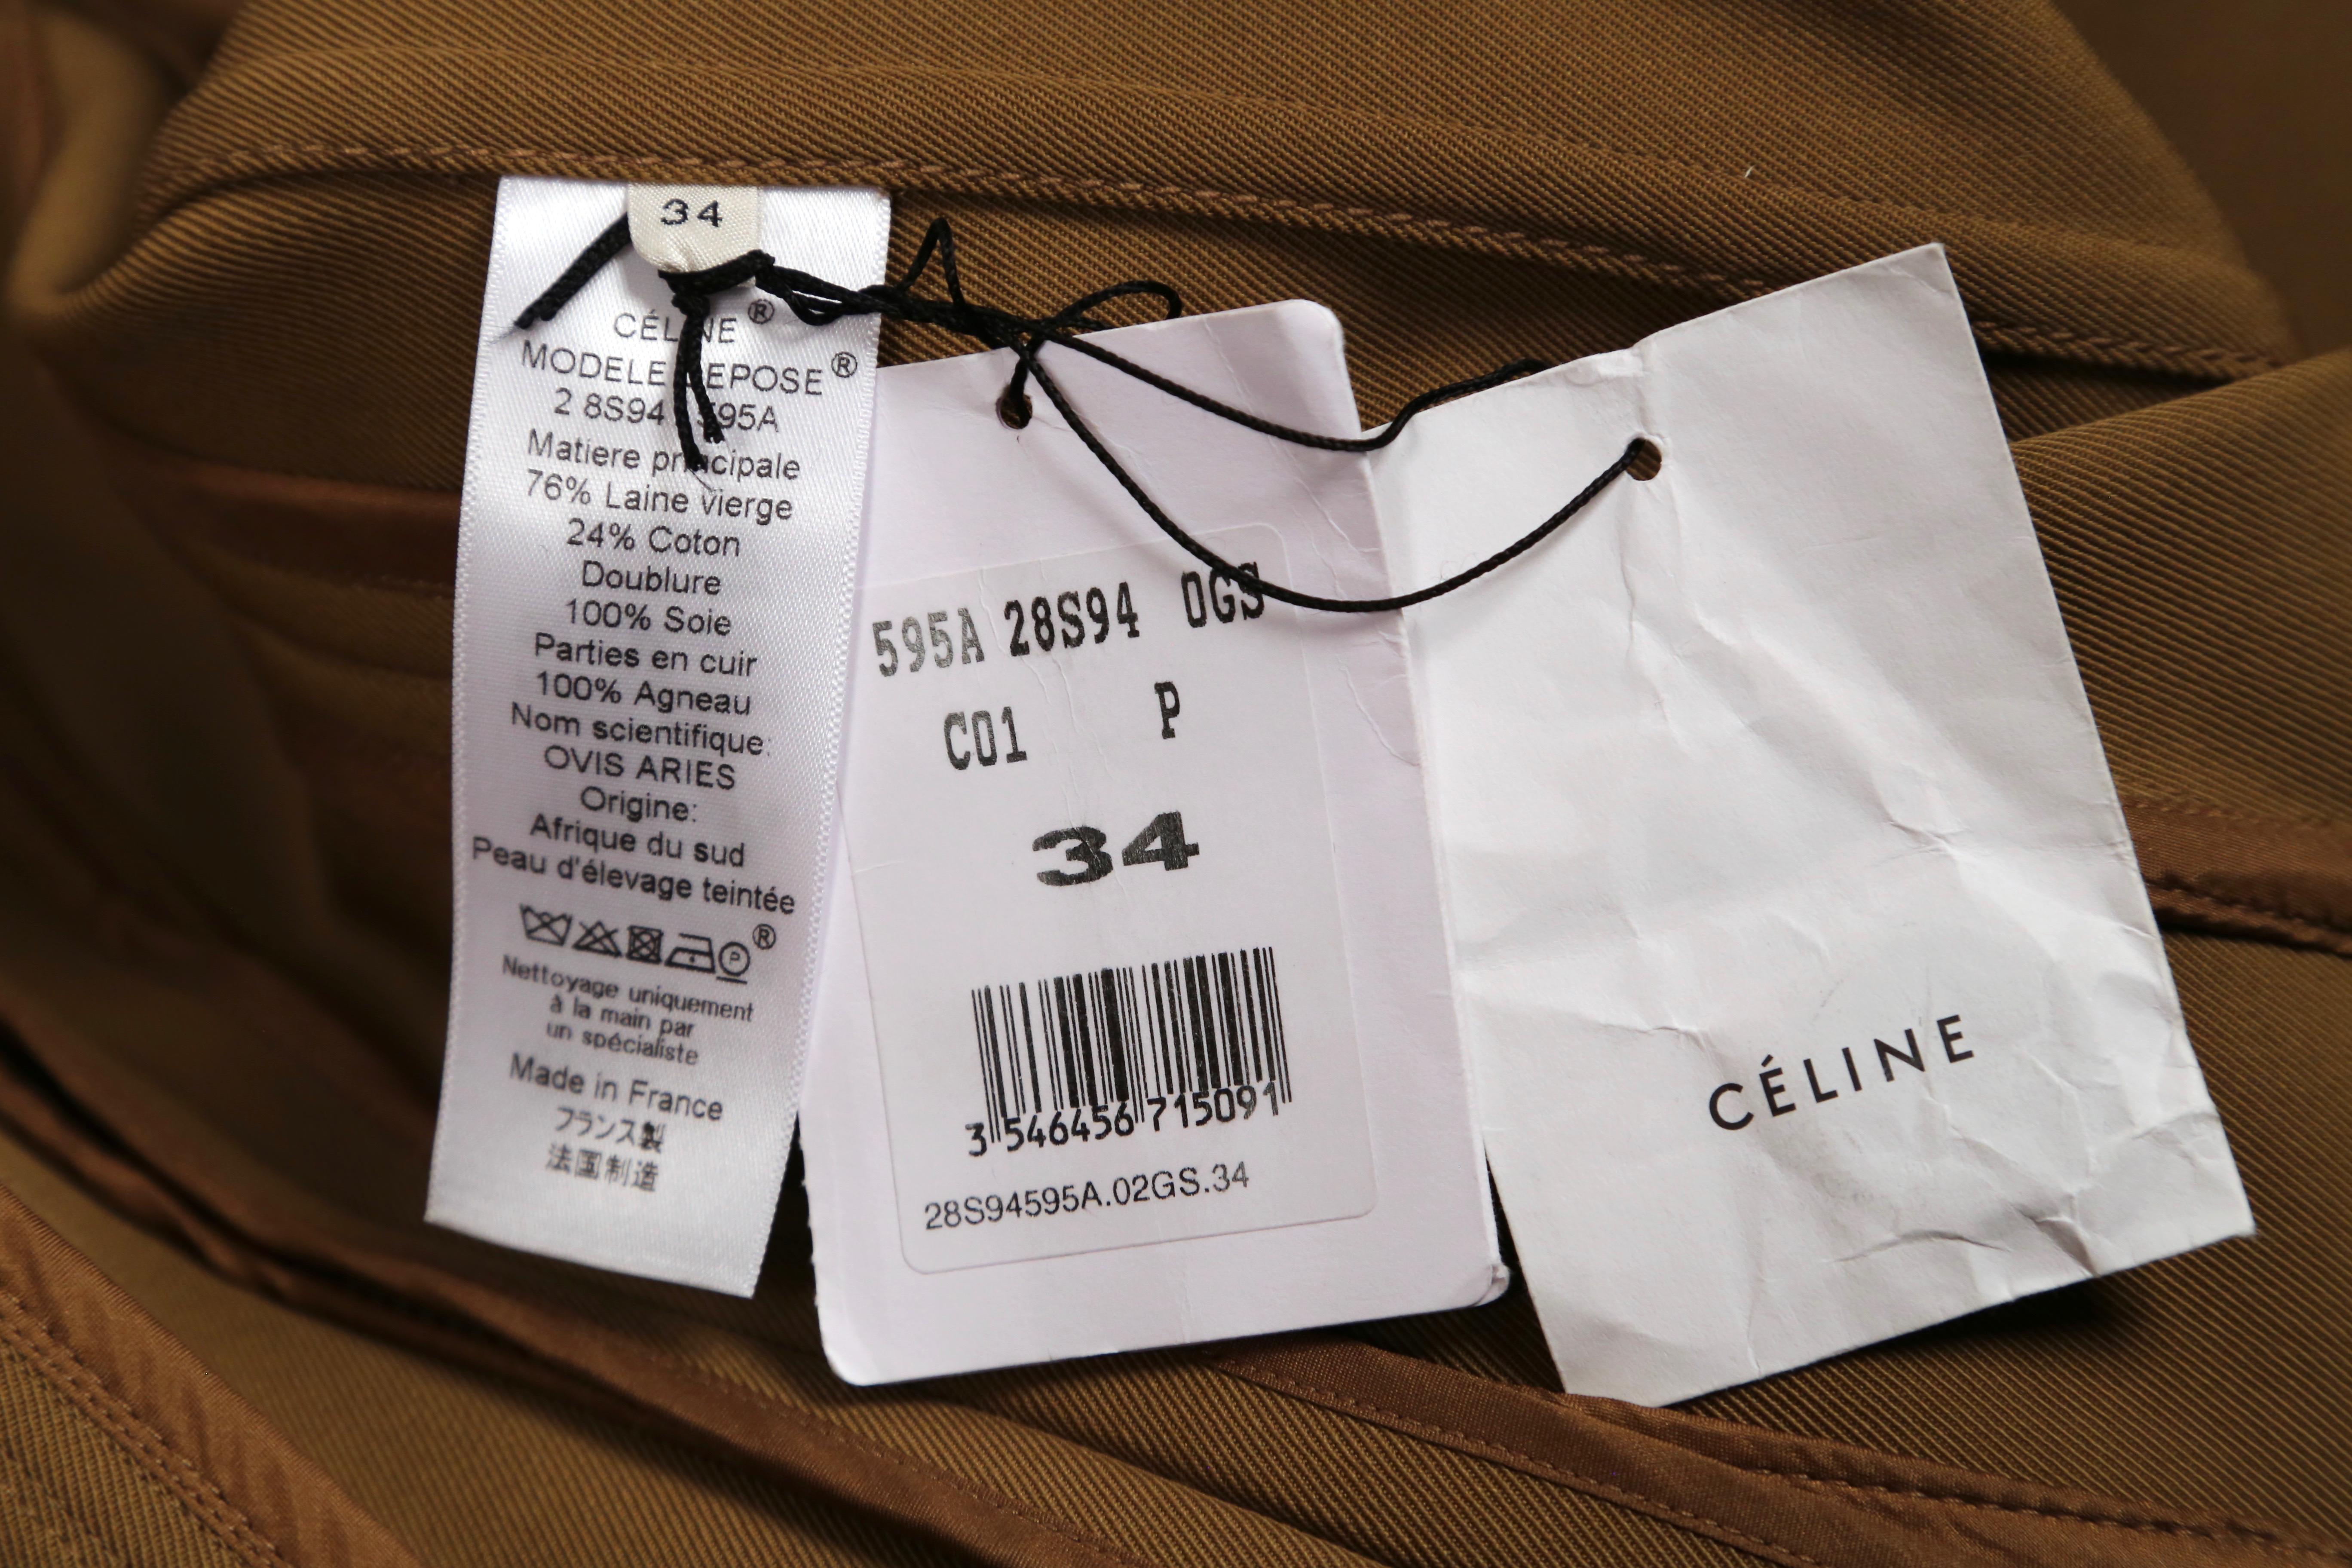 34
CÉLINE®
MODELE DEPOSE®
2 8S94 595A
Matiere principale
76% Laine vierge
24% Coton
Doublure
100% Soie
Parties en cuir
100% Agneau
Nom scientifique:
OVIS ARIES
Origine:
Afrique du sud
Peau d'élevage teintée
P ®
Nettoyage uniquement
à la main par
un spécialiste
Made in France
フランス製
法国制造
595A 28S94 0GS
C01 P
34
3 546456 715091
28S94595A.02GS.34
CÉLINE